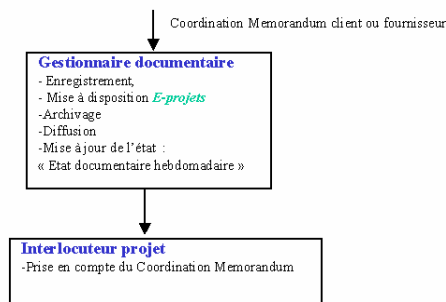 Coordination Memorandum client ou fournisseur
Gestionnaire documentaire
- Enregistrement,
- Mise à disposition E-projets
-Archivage
-Diffusion
-Mise à jour de l'état :
« Etat documentaire hebdomadaire »
Interlocuteur projet
-Prise en compte du Coordination Memorandum